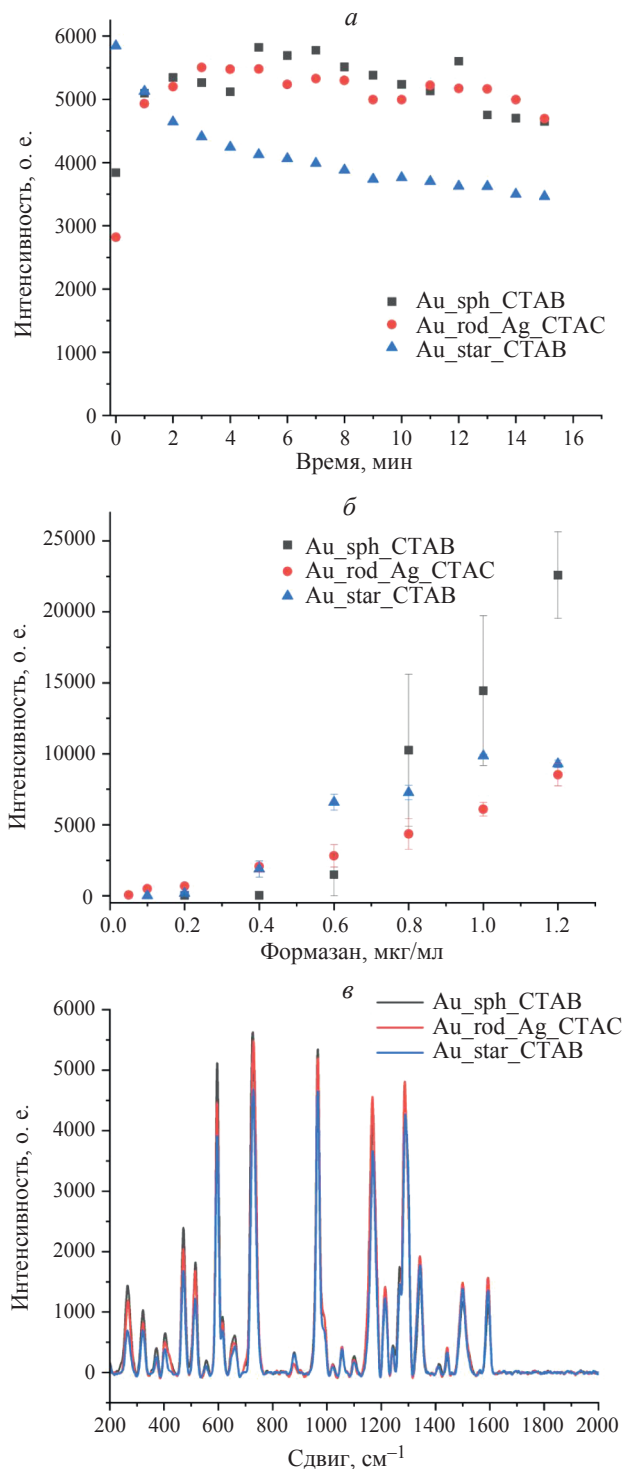 а
6000
5000
4000
3000
2000
1000
0
Интенсивность, о. е.
Au_sph_CTAB
Au_rod_Ag_CTAC
Au_star_CTAB
0 2 4 6 8 10 12 14 16
Время, мин
б
25000
20000
15000
10000
5000
0
Интенсивность, о. е.
Au_sph_CTAB
Au_rod_Ag_CTAC
Au_star_CTAB
0.0 0.2 0.4 0.6 0.8 1.0 1.2
Формазан, мкг/мл
в
6000
5000
4000
3000
2000
1000
0
Интенсивность, о. е.
Au_sph_CTAB
Au_rod_Ag_CTAC
Au_star_CTAB
200 400 600 800 1000 1200 1400 1600 1800 2000
Сдвиг, см⁻¹